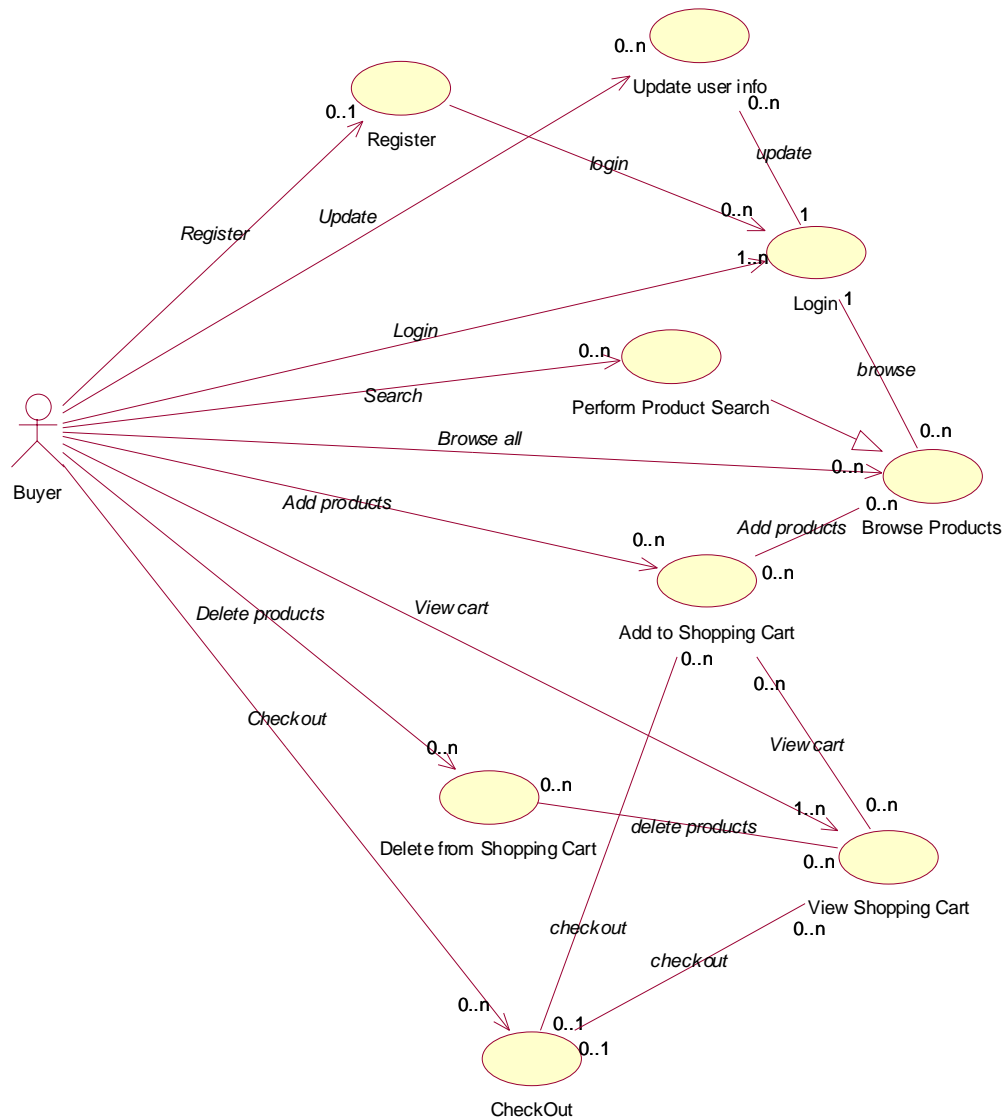 0..n
Update user info
0..n
0..1
Register
login
update
Update
Register
0..n
1
1..n
Login
1
Login
0..n
Search
browse
Perform Product Search
Browse all
0..n
0..n
Buyer
Browse Products
Add products
0..n
Add products
0..n
0..n
View cart
Delete products
Add to Shopping Cart
0..n
0..n
Checkout
0..n
View cart
0..n
1..n
0..n
delete products
Delete from Shopping Cart
0..n
View Shopping Cart
0..n
checkout
checkout
0..n
0..1
0..1
CheckOut